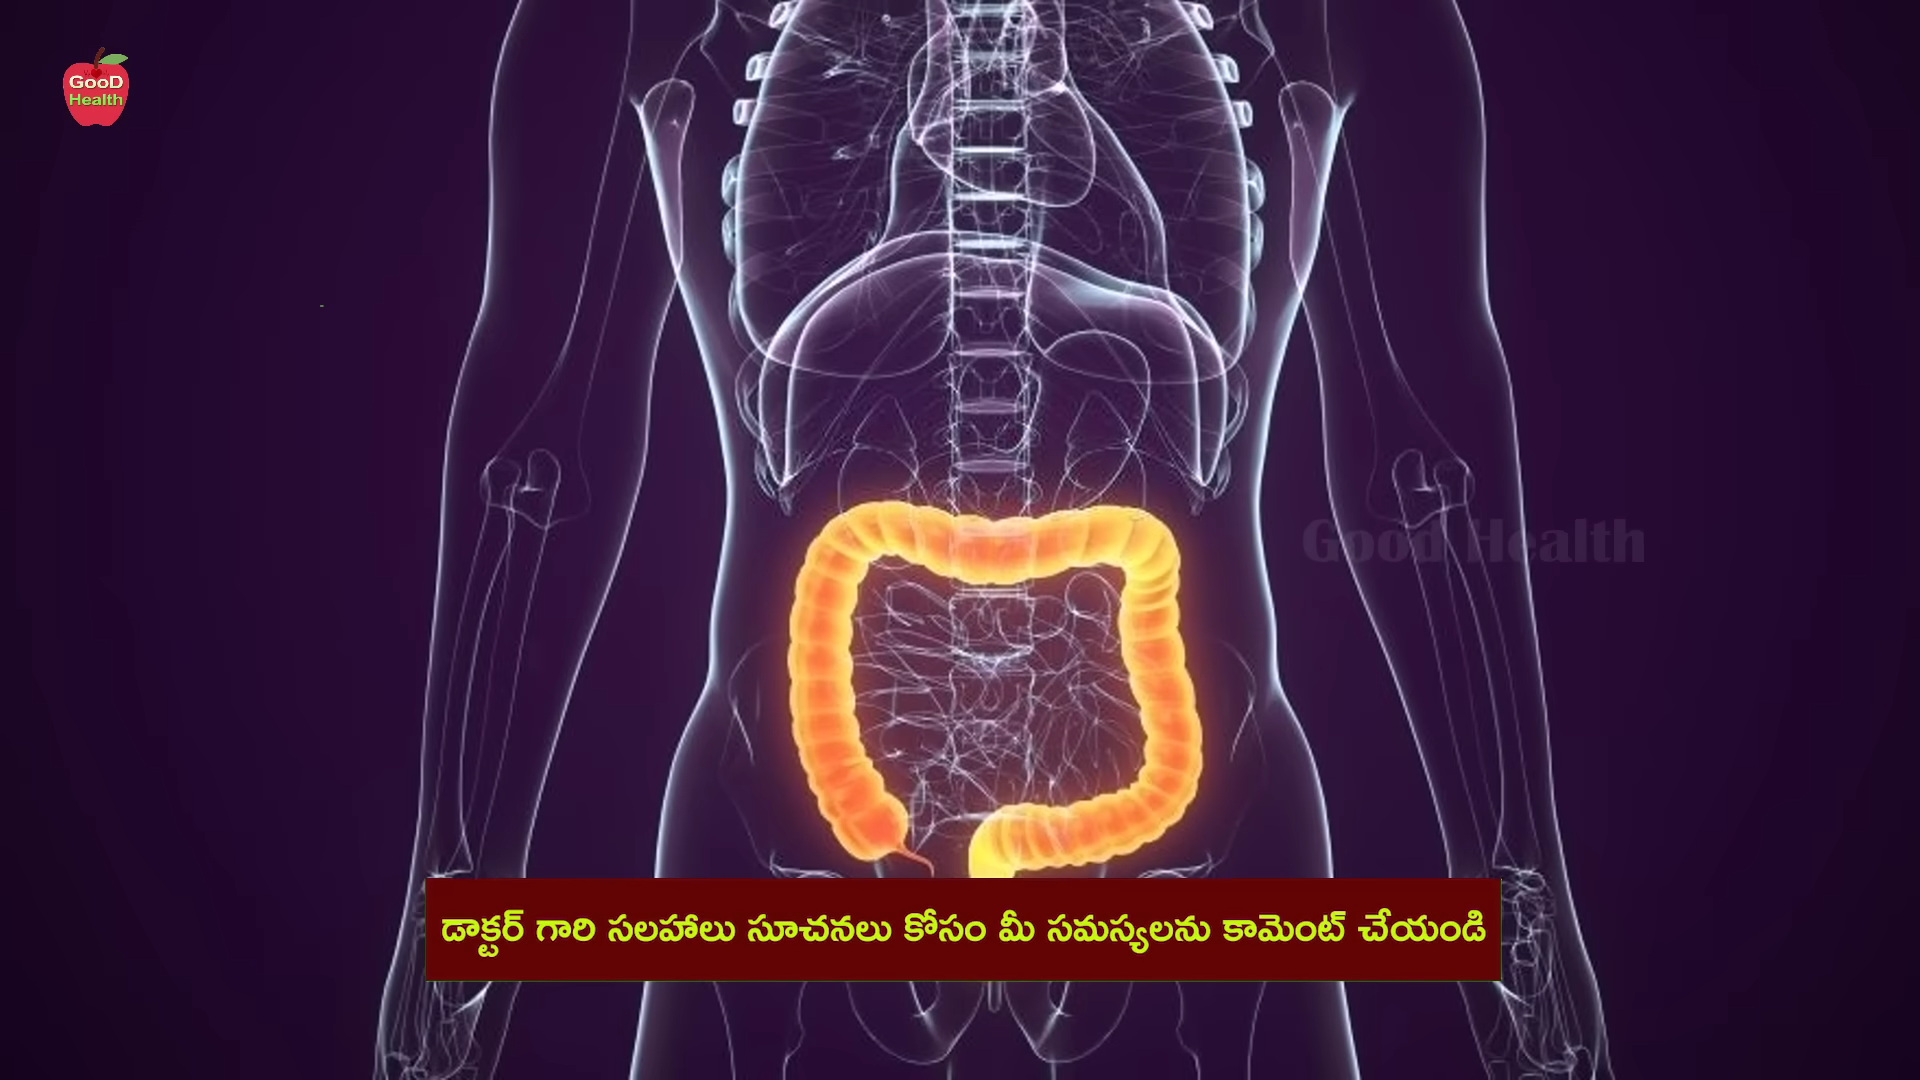 GooD
Health
Good Health
డాక్టర్ గారి సలహాలు సూచనలు కోసం మీ సమస్యలను కామెంట్ చేయండి